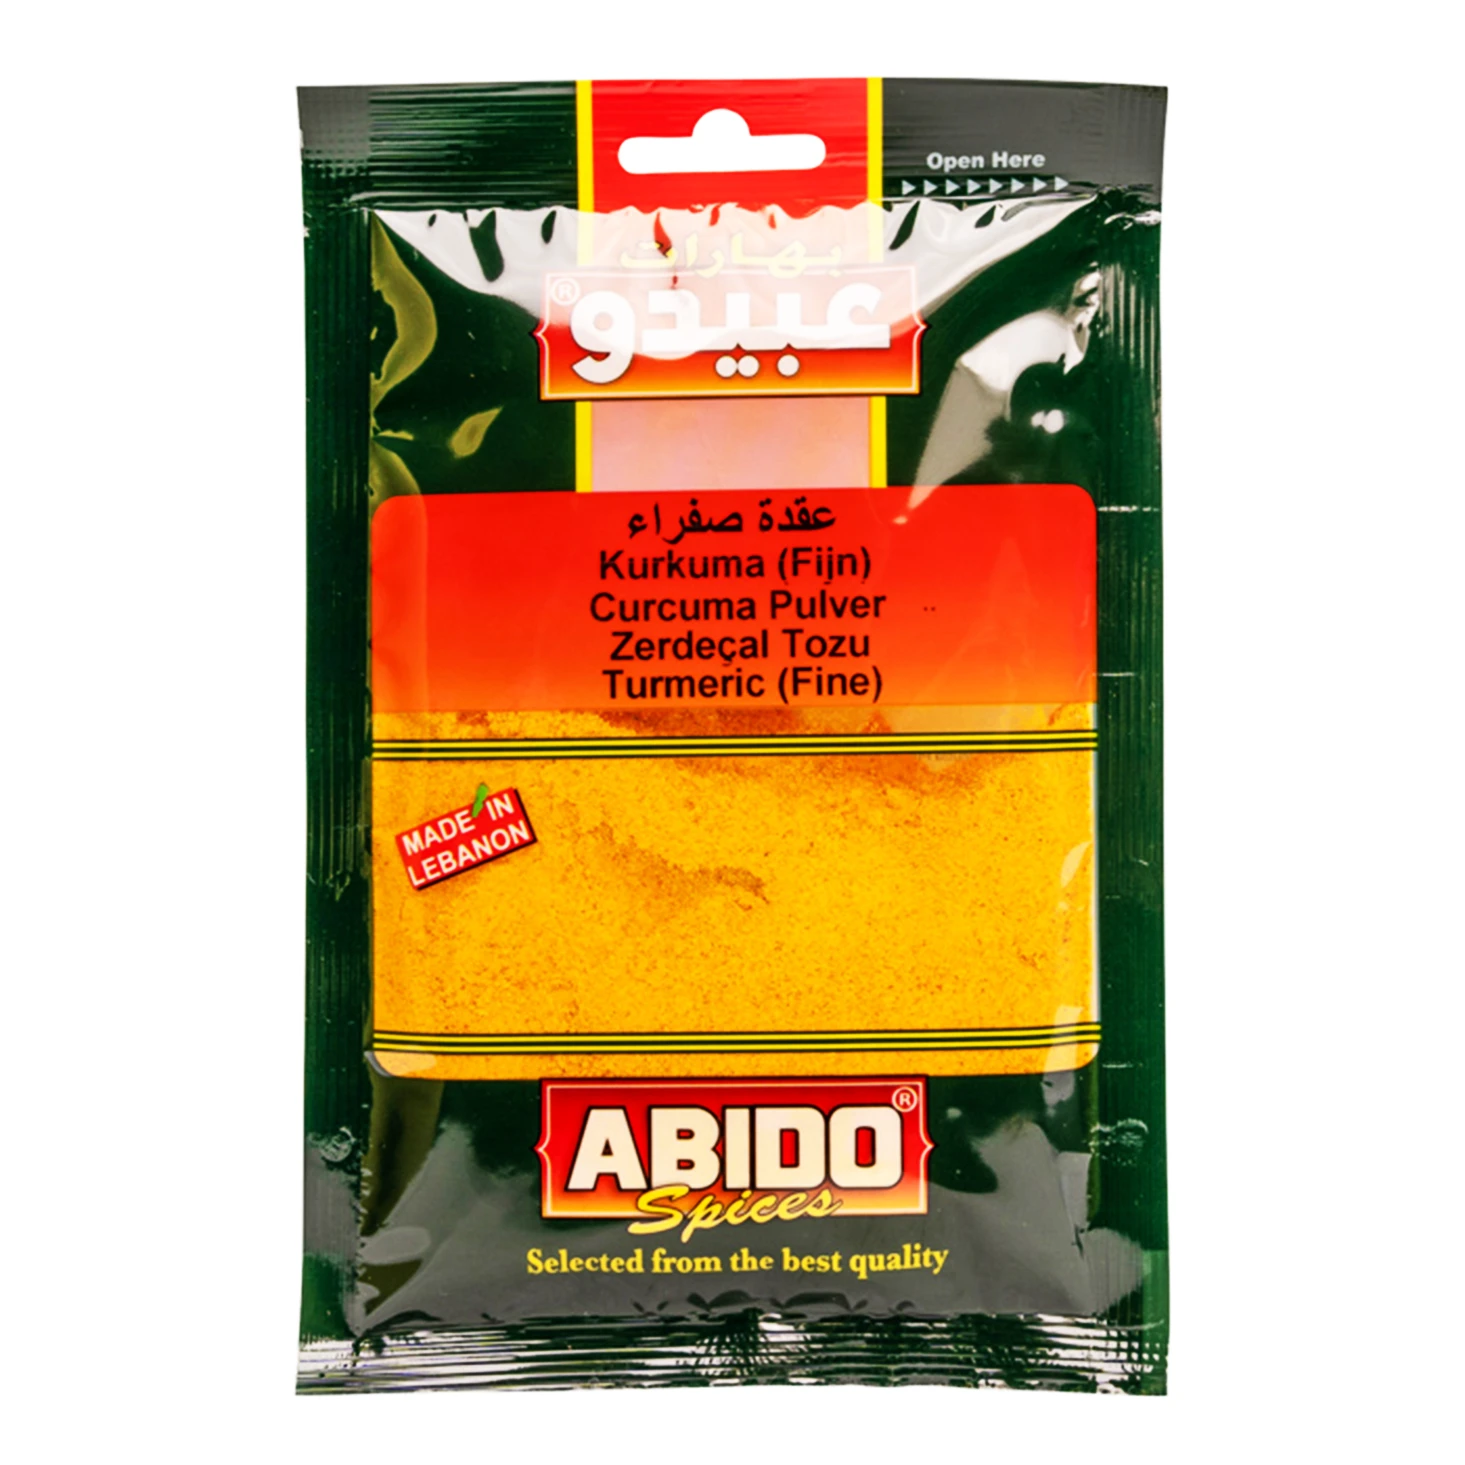 Open Here
بهارات
عبيدو®
عقدة صفراء
Kurkuma (Fijn)
Curcuma Pulver
Zerdeçal Tozu
Turmeric (Fine)
MADE IN
LEBANON
ABIDO®
Spices
Selected from the best quality